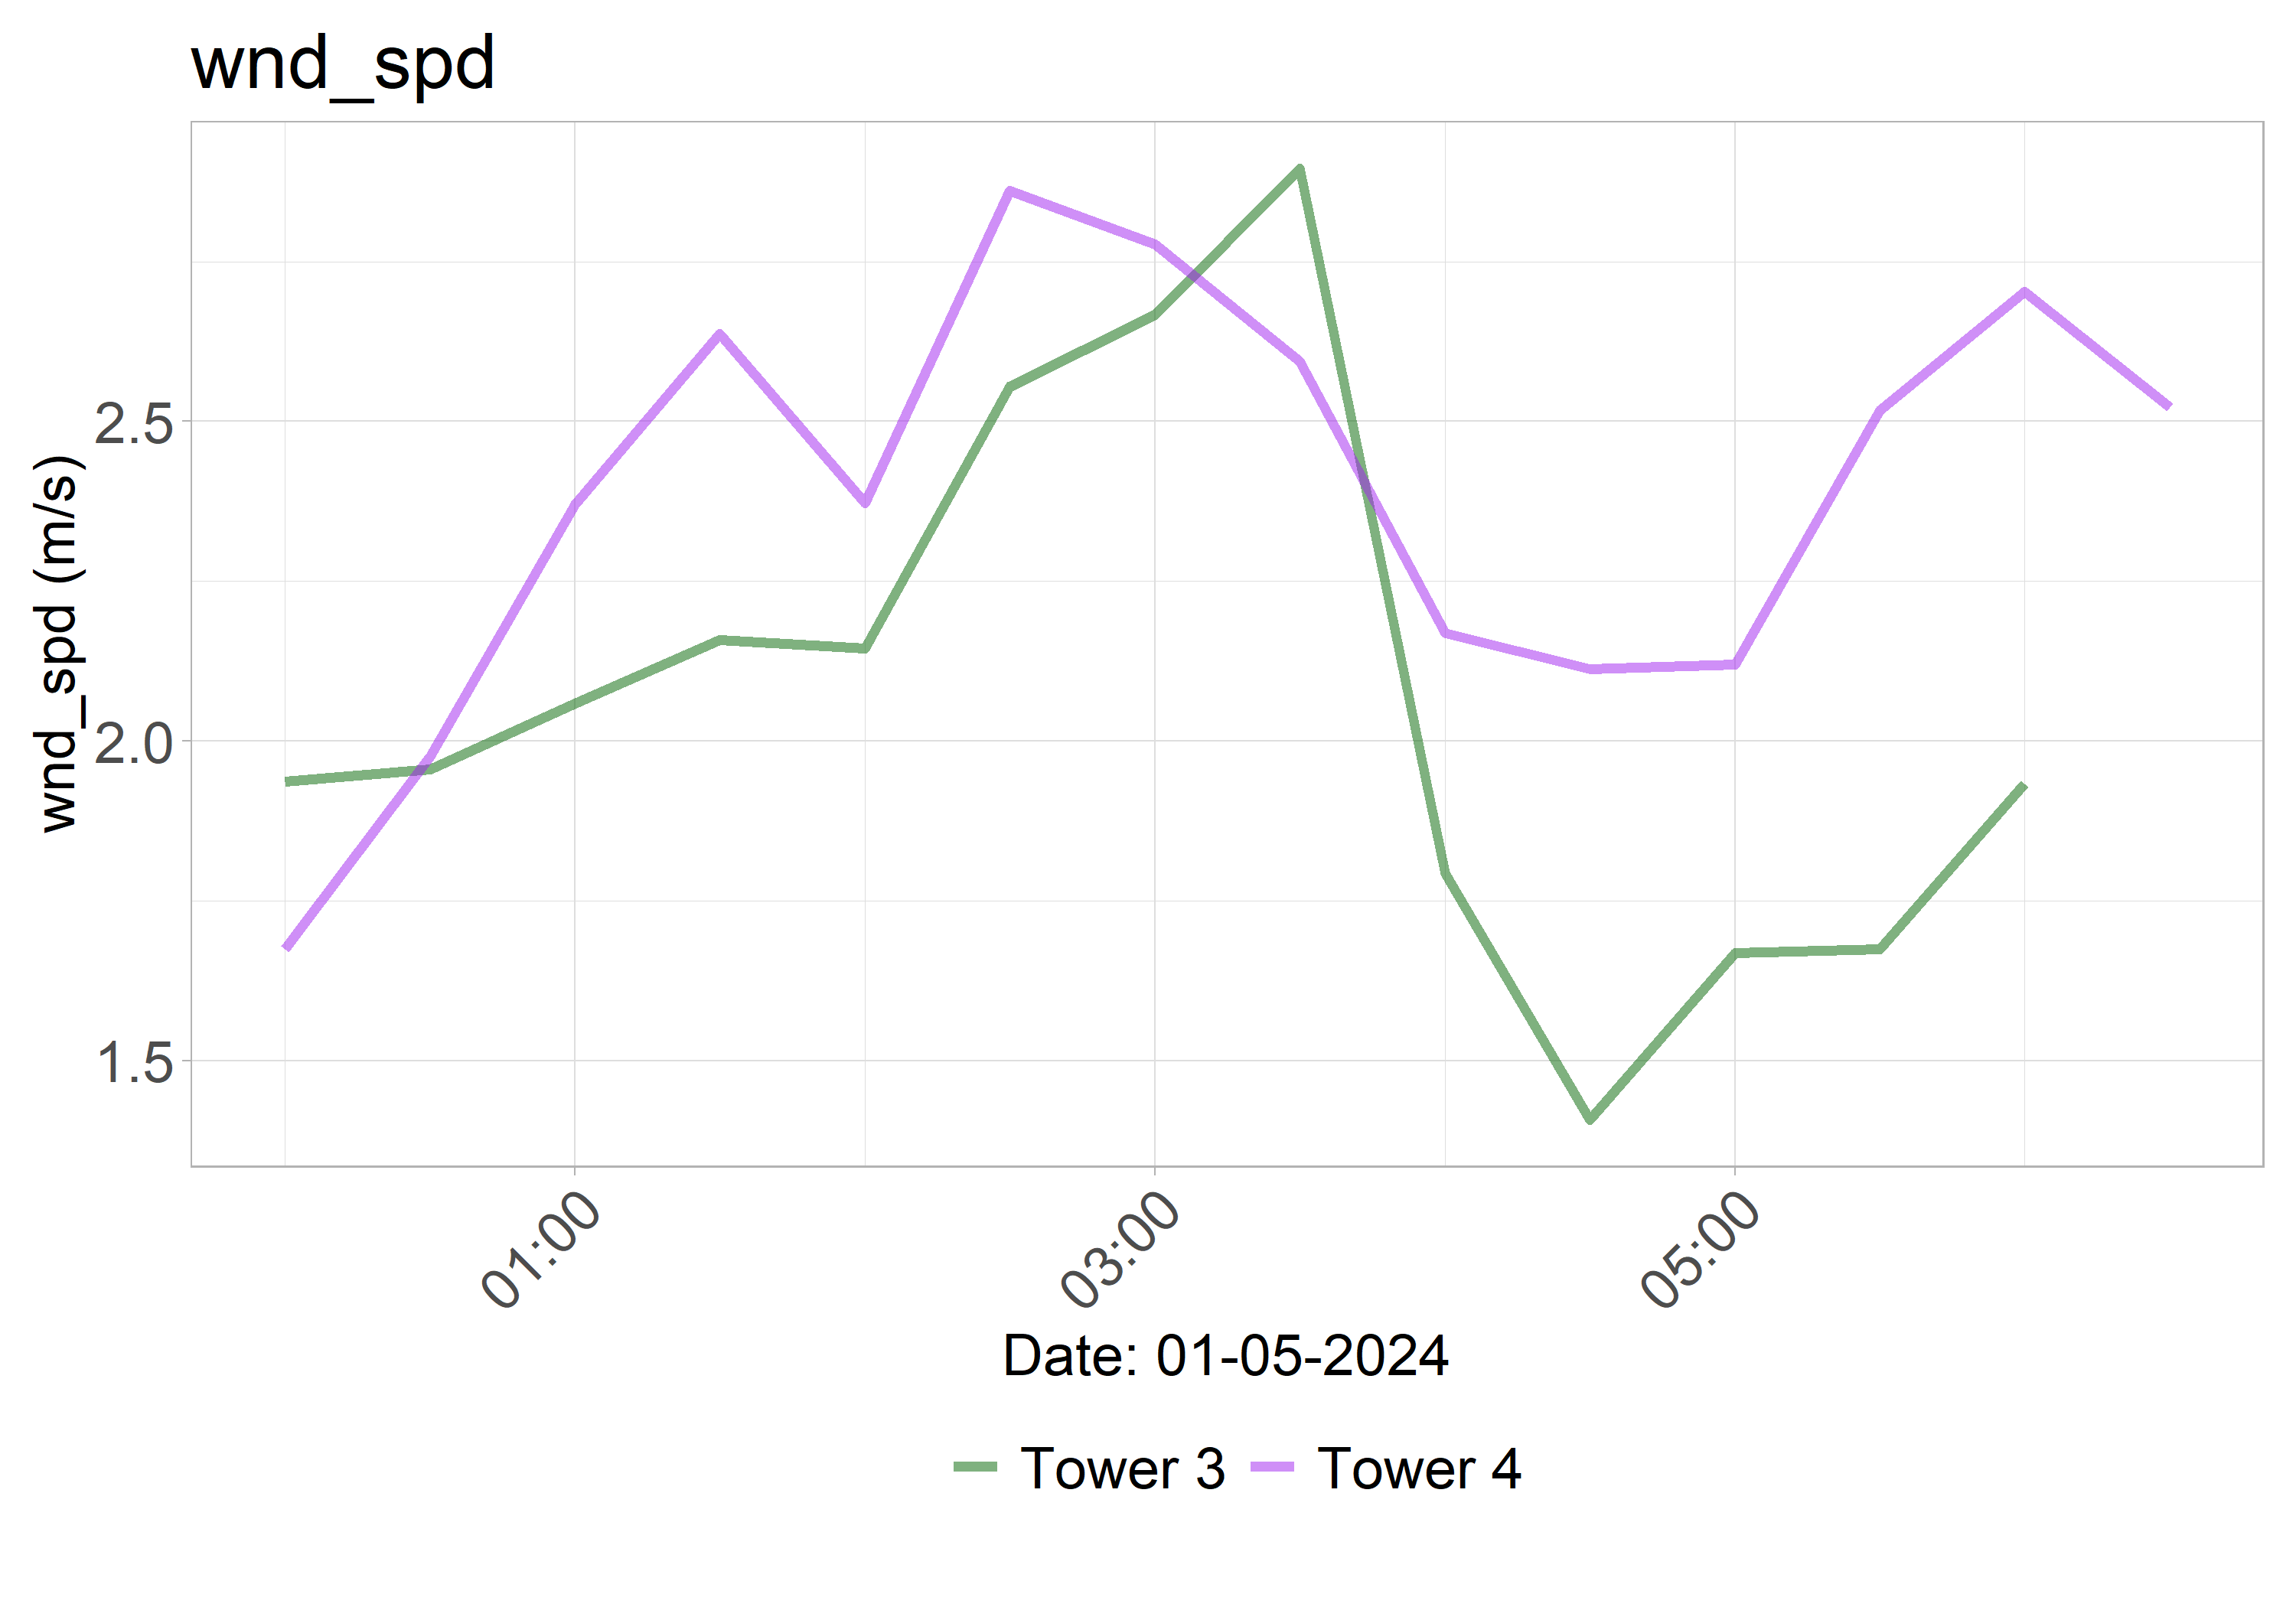 wnd_spd
wnd_spd (m/s)
2.5
2.0
1.5
01:00
03:00
05:00
Date: 01-05-2024
Tower 3
Tower 4